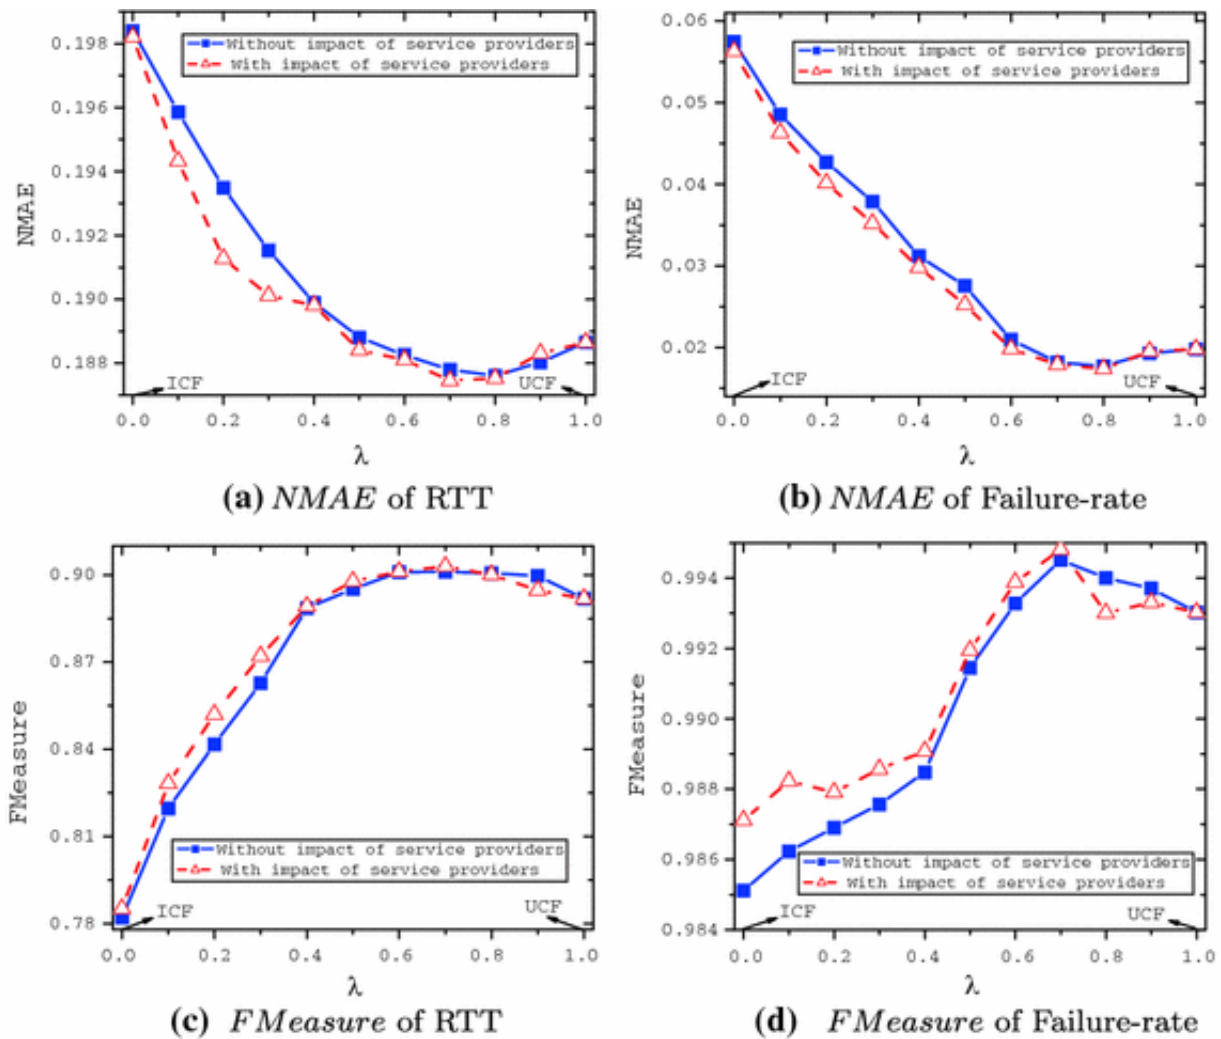 Without impact of service providers
With impact of service providers
0.198
0.196
0.194
0.192
0.190
0.188
NMAE
ICF
UCF
0.0 0.2 0.4 0.6 0.8 1.0
λ
(a) NMAE of RTT
Without impact of service providers
With impact of service providers
0.06
0.05
0.04
0.03
0.02
NMAE
ICF
UCF
0.0 0.2 0.4 0.6 0.8 1.0
λ
(b) NMAE of Failure-rate
0.90
0.87
0.84
0.81
0.78
FMeasure
Without impact of service providers
With impact of service providers
ICF
UCF
0.0 0.2 0.4 0.6 0.8 1.0
λ
(c) FMeasure of RTT
0.994
0.992
0.990
0.988
0.986
0.984
FMeasure
Without impact of service providers
With impact of service providers
ICF
UCF
0.0 0.2 0.4 0.6 0.8 1.0
λ
(d) FMeasure of Failure-rate